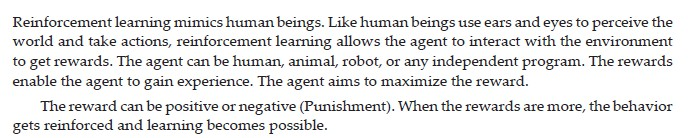 Reinforcement learning mimics human beings. Like human beings use ears and eyes to perceive the
world and take actions, reinforcement learning allows the agent to interact with the environment
to get rewards. The agent can be human, animal, robot, or any independent program. The rewards
enable the agent to gain experience. The agent aims to maximize the reward.
The reward can be positive or negative (Punishment). When the rewards are more, the behavior
gets reinforced and learning becomes possible.